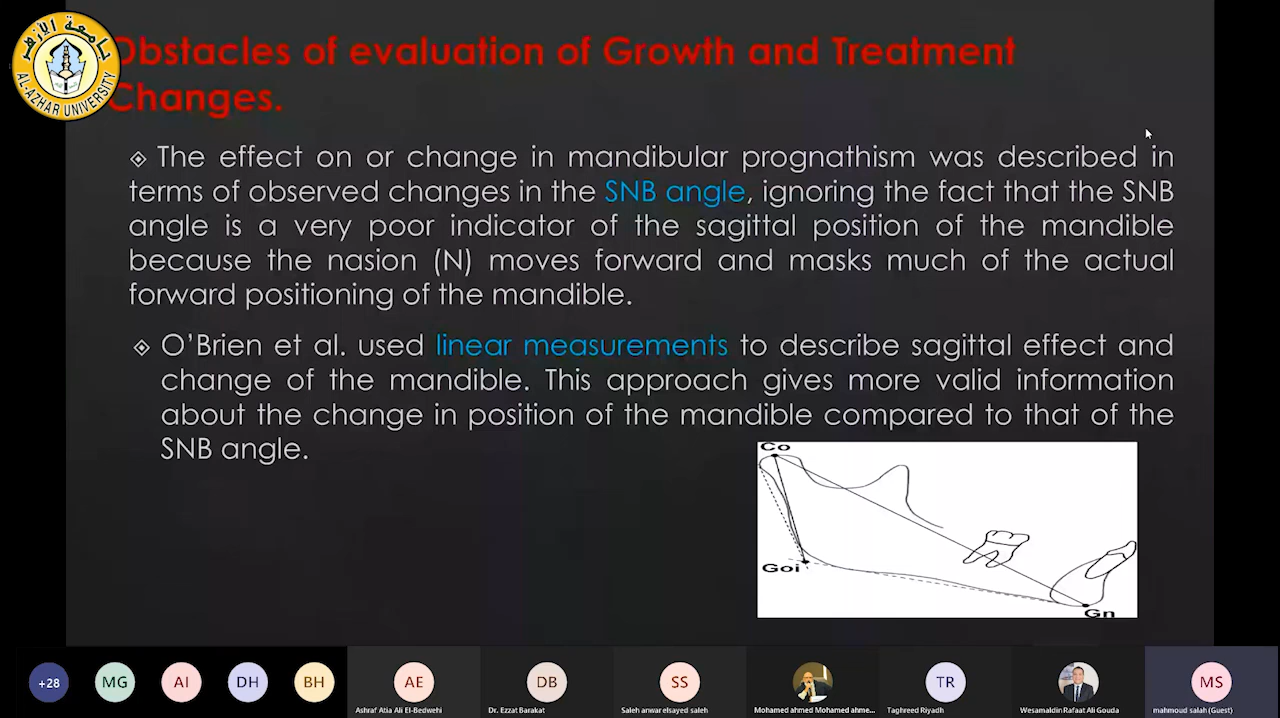 جامعة الأزهر
AL-AZHAR UNIVERSITY
Obstacles of evaluation of Growth and Treatment
Changes.
The effect on or change in mandibular prognathism was described in
terms of observed changes in the SNB angle, ignoring the fact that the SNB
angle is a very poor indicator of the sagittal position of the mandible
because the nasion (N) moves forward and masks much of the actual
forward positioning of the mandible.
O'Brien et al. used linear measurements to describe sagittal effect and
change of the mandible. This approach gives more valid information
about the change in position of the mandible compared to that of the
SNB angle.
Co
Goi
Gn
+28
MG
AI
DH
BH
AE
DB
SS
TR
MS
Ashraf Atia Ali El-Bedwehi
Dr. Ezzat Barakat
Saleh anwar elsayed saleh
Mohamed ahmed Mohamed ahme...
Taghreed Riyadh
Wesamaldin Rafaat Ali Gouda
mahmoud salah (Guest)